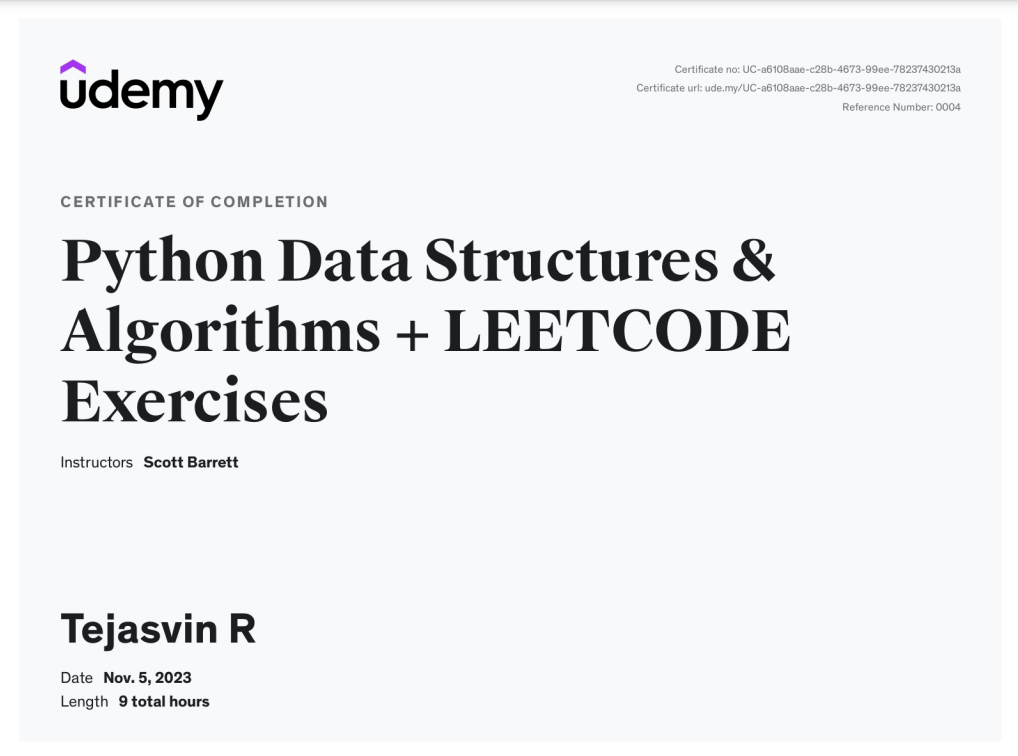 udemy
Certificate no: UC-a6108aae-c28b-4673-99ee-78237430213a
Certificate url: ude.my/UC-a6108aae-c28b-4673-99ee-78237430213a
Reference Number: 0004
CERTIFICATE OF COMPLETION
Python Data Structures &
Algorithms + LEETCODE
Exercises
Instructors Scott Barrett
Tejasvin R
Date Nov. 5, 2023
Length 9 total hours